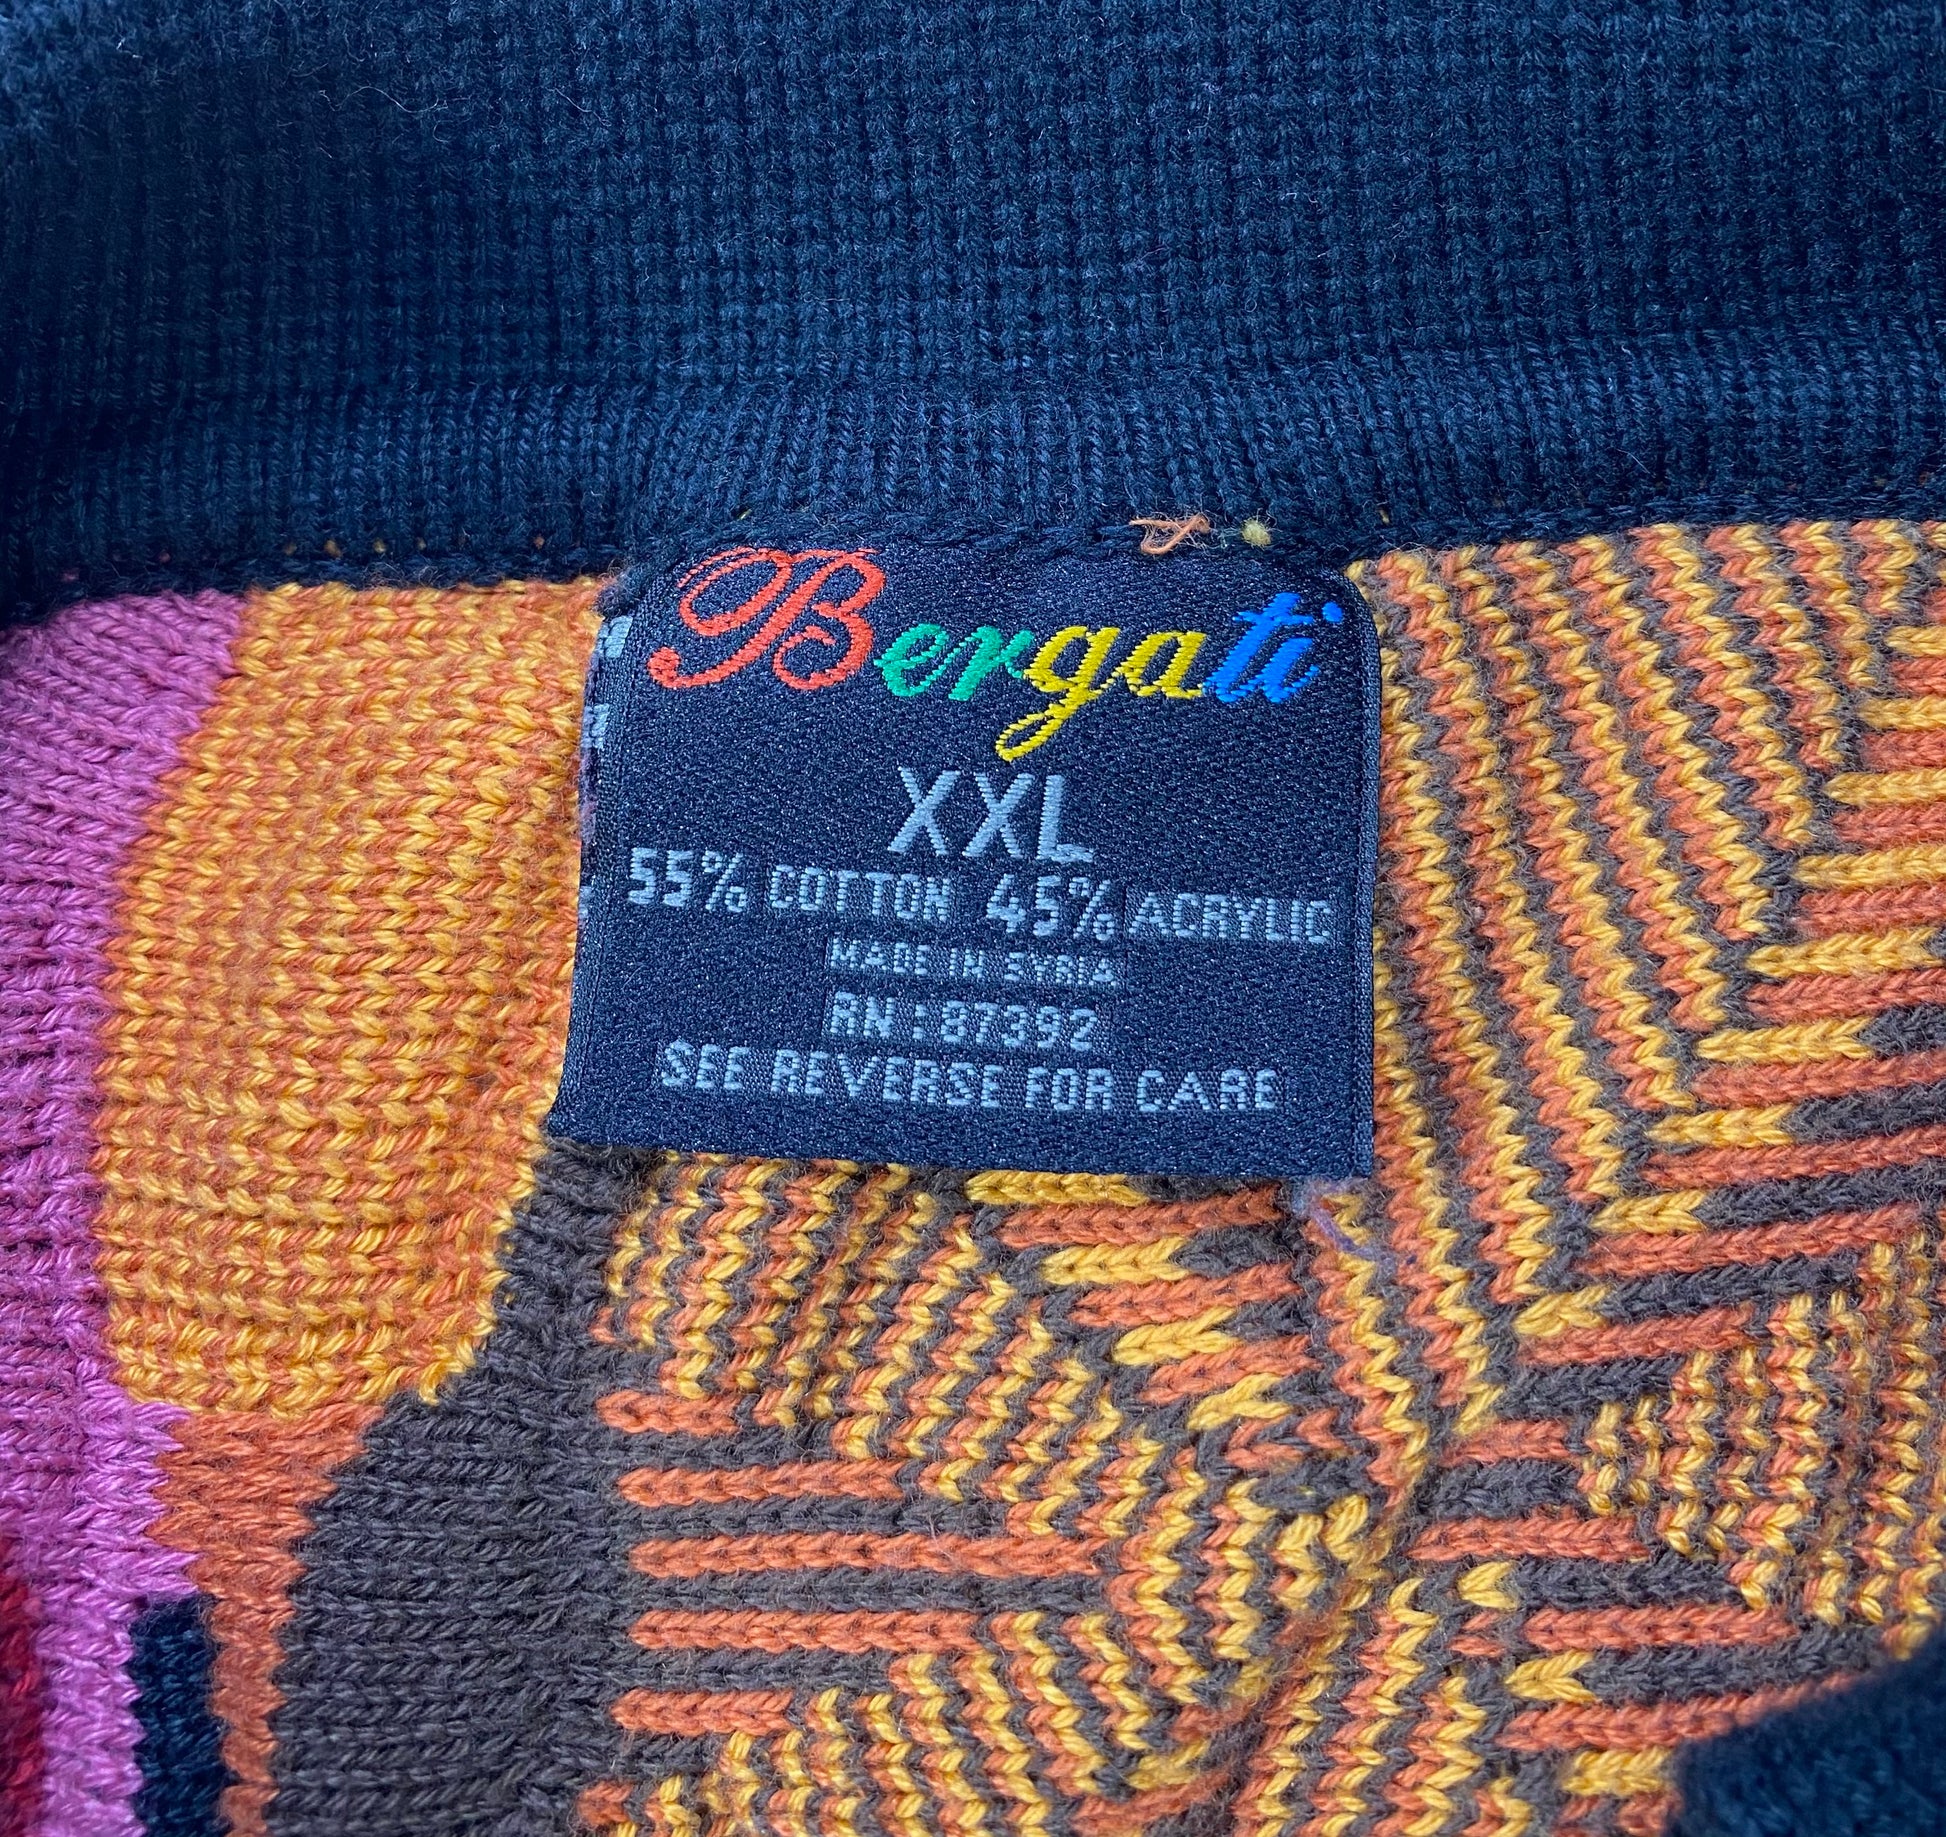 Bergati
XXL
55% COTTON 45% ACRYLIC
MADE IN SYRIA
RN : 87392
SEE REVERSE FOR CARE